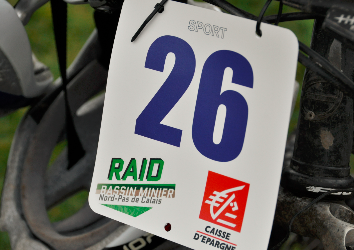 SPORT
26
RAID
BASSIN MINIER
Nord-Pas de Calais
CAISSE
D'EPARGNE